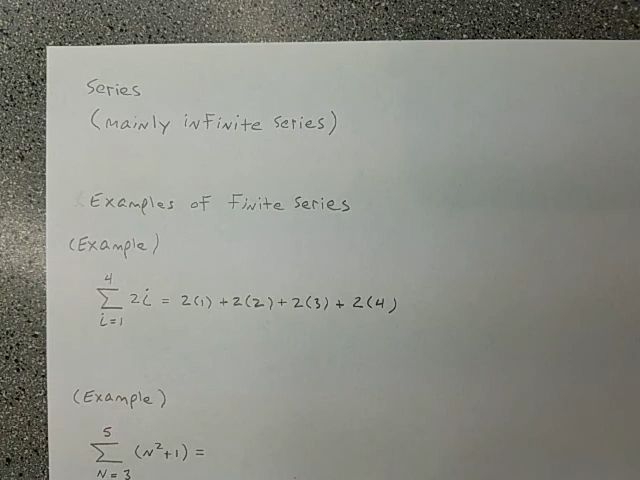 Series
(mainly infinite series)
Examples of Finite Series
(Example)
4
∑ 2i = 2(1) + 2(2) + 2(3) + 2(4)
i=1
(Example)
5
∑ (N²+1) =
N=3